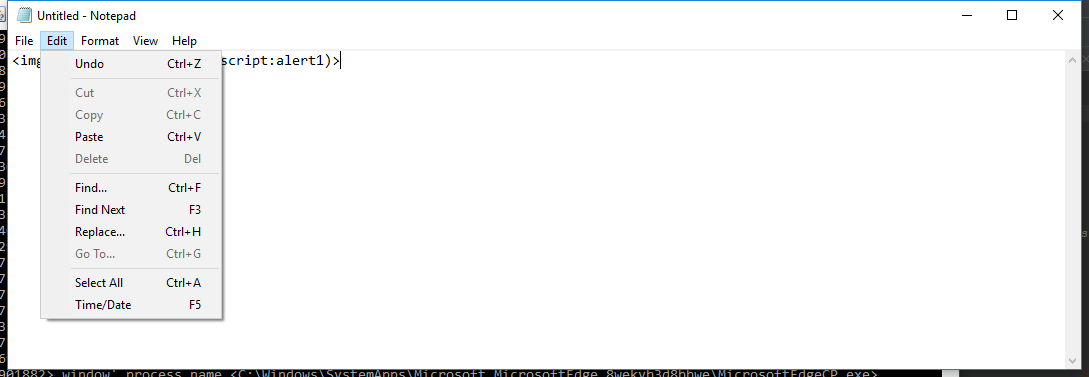 Untitled - Notepad
File Edit Format View Help
<img script:alert1)>
Undo Ctrl+Z
Cut Ctrl+X
Copy Ctrl+C
Paste Ctrl+V
Delete Del
Find... Ctrl+F
Find Next F3
Replace... Ctrl+H
Go To... Ctrl+G
Select All Ctrl+A
Time/Date F5
901882> window' process name <C:\Windows\SystemApps\Microsoft.MicrosoftEdge_8wekyb3d8bbwe\MicrosoftEdgeCP.exe>